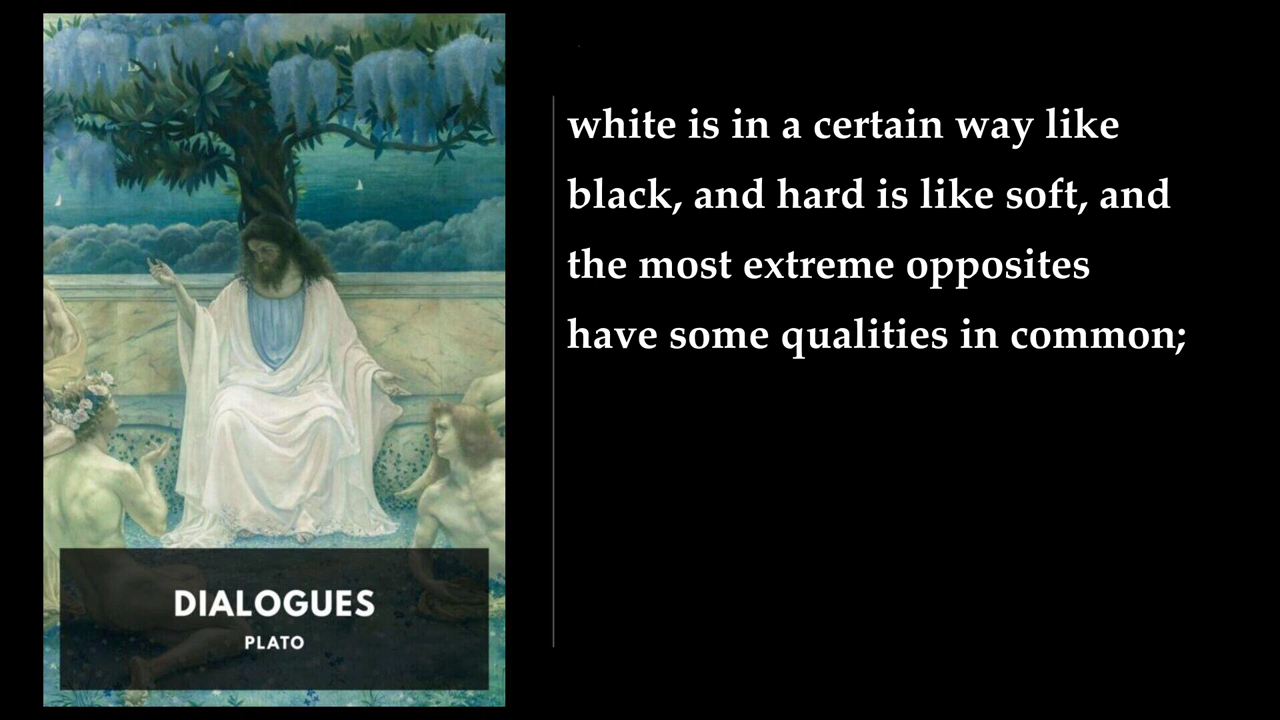 DIALOGUES
PLATO
white is in a certain way like
black, and hard is like soft, and
the most extreme opposites
have some qualities in common;